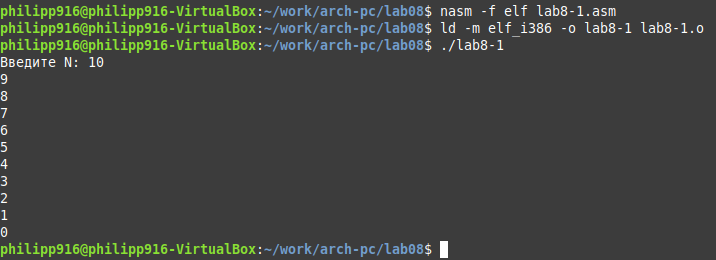 philipp916@philipp916-VirtualBox:~/work/arch-pc/lab08$ nasm -f elf lab8-1.asm
philipp916@philipp916-VirtualBox:~/work/arch-pc/lab08$ ld -m elf_i386 -o lab8-1 lab8-1.o
philipp916@philipp916-VirtualBox:~/work/arch-pc/lab08$ ./lab8-1
Введите N: 10
9
8
7
6
5
4
3
2
1
0
philipp916@philipp916-VirtualBox:~/work/arch-pc/lab08$